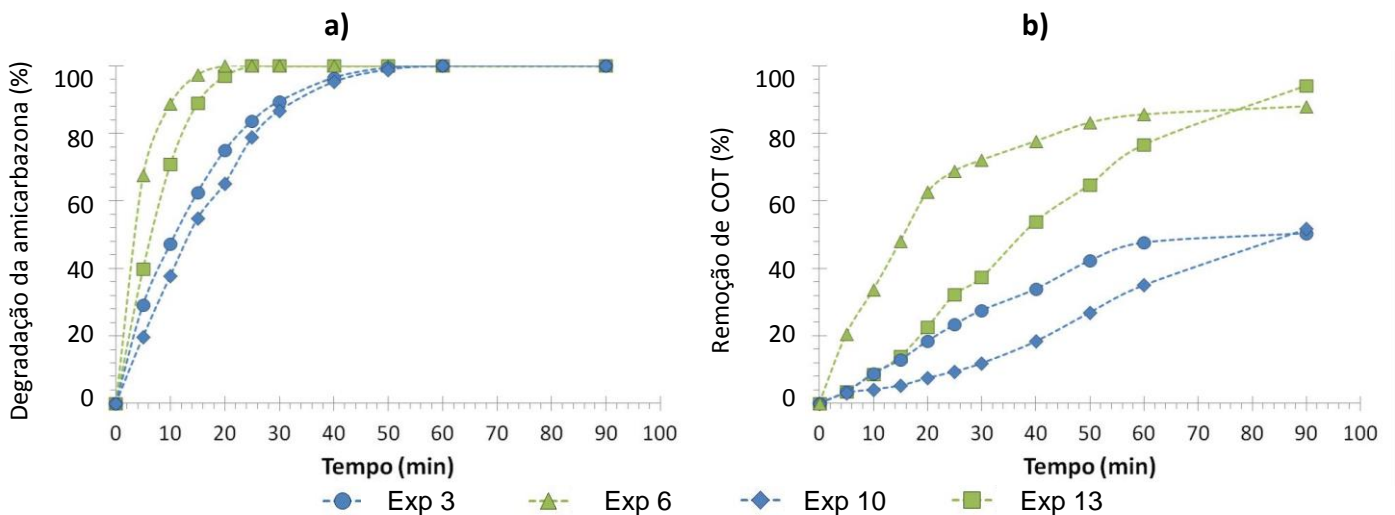 a)
Degradação da amicarbazona (%)
100
80
60
40
20
0
0 10 20 30 40 50 60 70 80 90 100
Tempo (min)
b)
Remoção de COT (%)
100
80
60
40
20
0
0 10 20 30 40 50 60 70 80 90 100
Tempo (min)
Exp 3 Exp 6 Exp 10 Exp 13